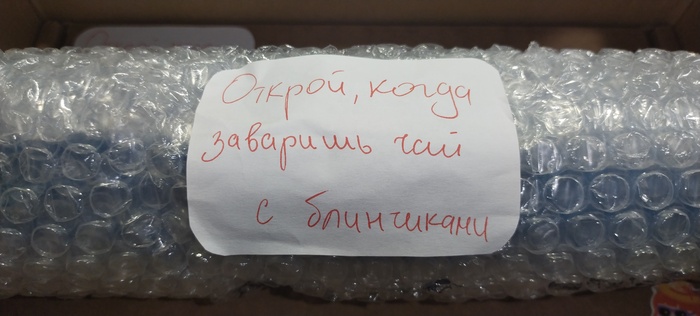 Открой, когда
заваришь чай
с блинчиками